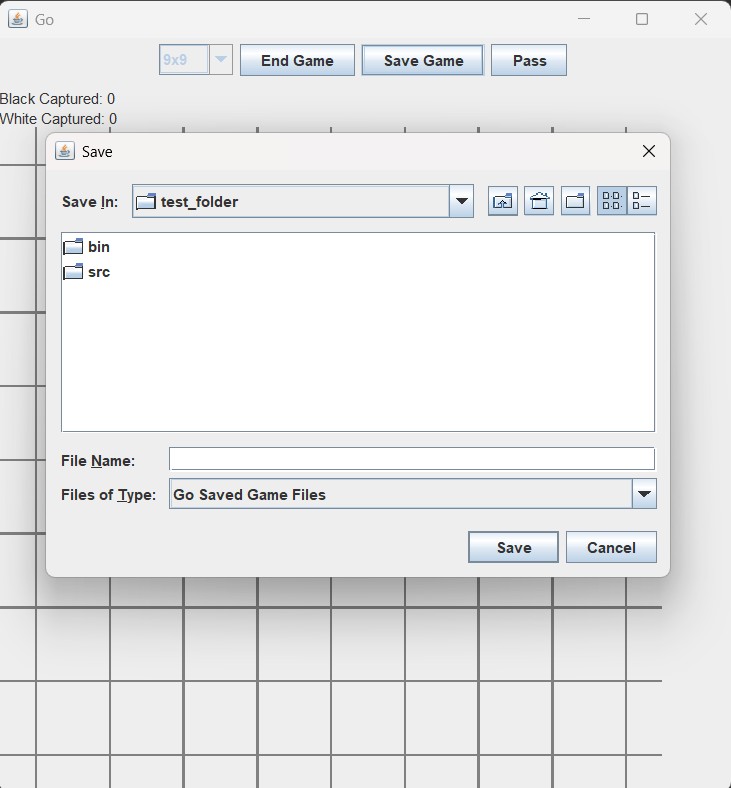 Go
9x9 End Game Save Game Pass
Black Captured: 0
White Captured: 0
Save
Save In: test_folder
bin
src
File Name:
Files of Type: Go Saved Game Files
Save Cancel